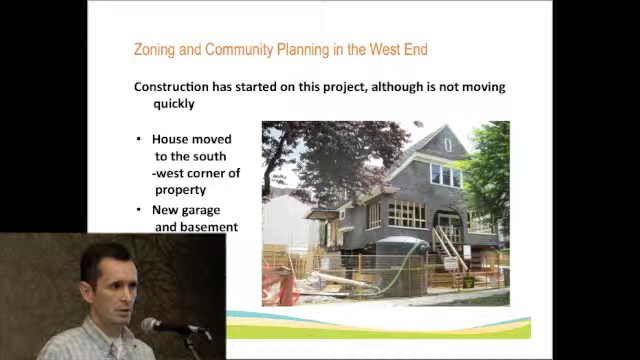 Zoning and Community Planning in the West End
Construction has started on this project, although is not moving
quickly
• House moved
to the south
-west corner of
property
• New garage
and basement